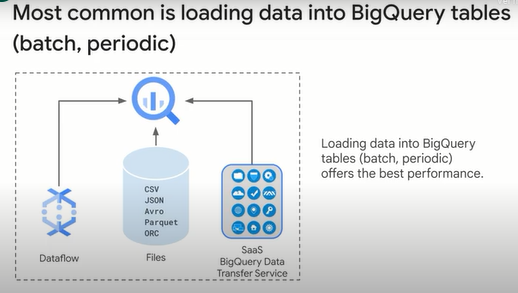 Most common is loading data into BigQuery tables
(batch, periodic)
Loading data into BigQuery
tables (batch, periodic)
offers the best performance.
CSV
JSON
Avro
Parquet
ORC
Dataflow
Files
SaaS
BigQuery Data
Transfer Service